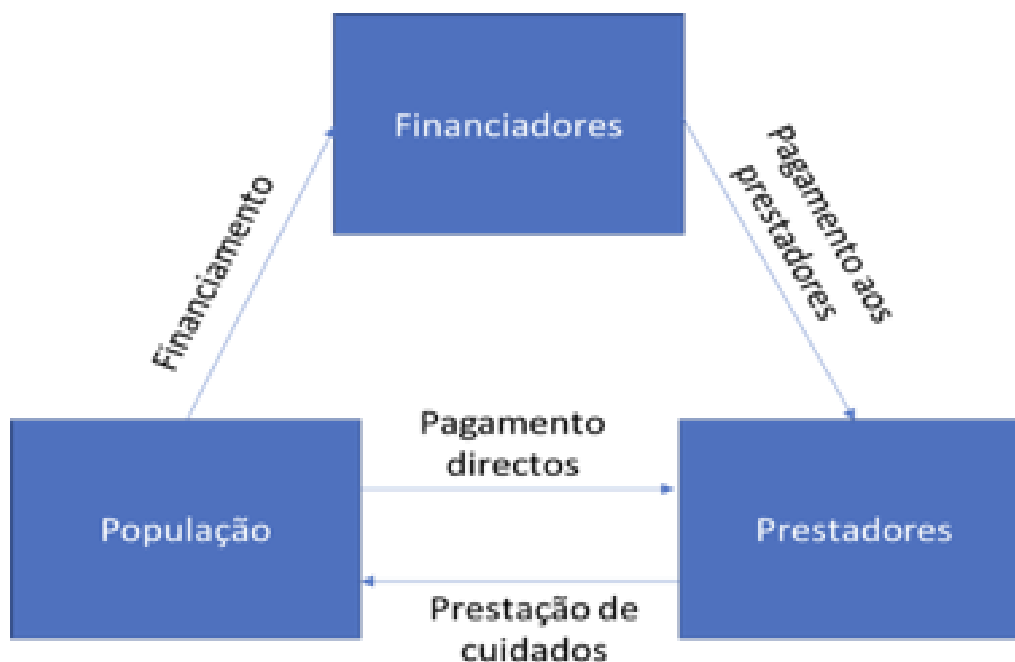 Financiadores
Financiamento
Pagamento aos
prestadores
Pagamento
directos
População
Prestadores
Prestação de
cuidados